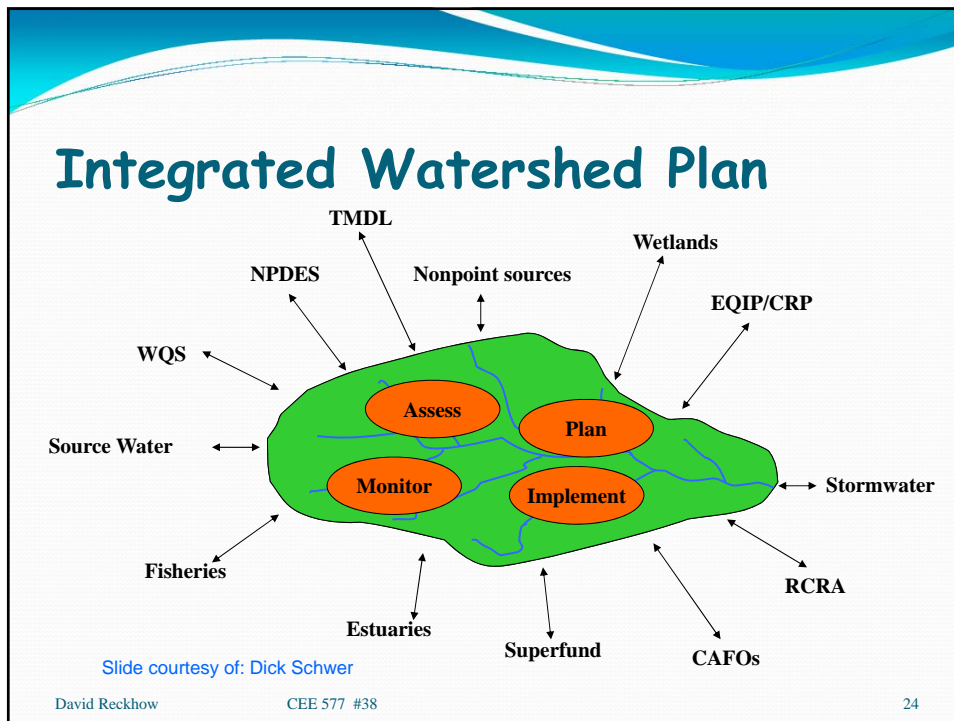 Integrated Watershed Plan
TMDL
Wetlands
NPDES
Nonpoint sources
EQIP/CRP
WQS
Assess
Plan
Source Water
Monitor
Implement
Stormwater
Fisheries
RCRA
Estuaries
Superfund
CAFOs
Slide courtesy of: Dick Schwer
David Reckhow CEE 577 #38 24